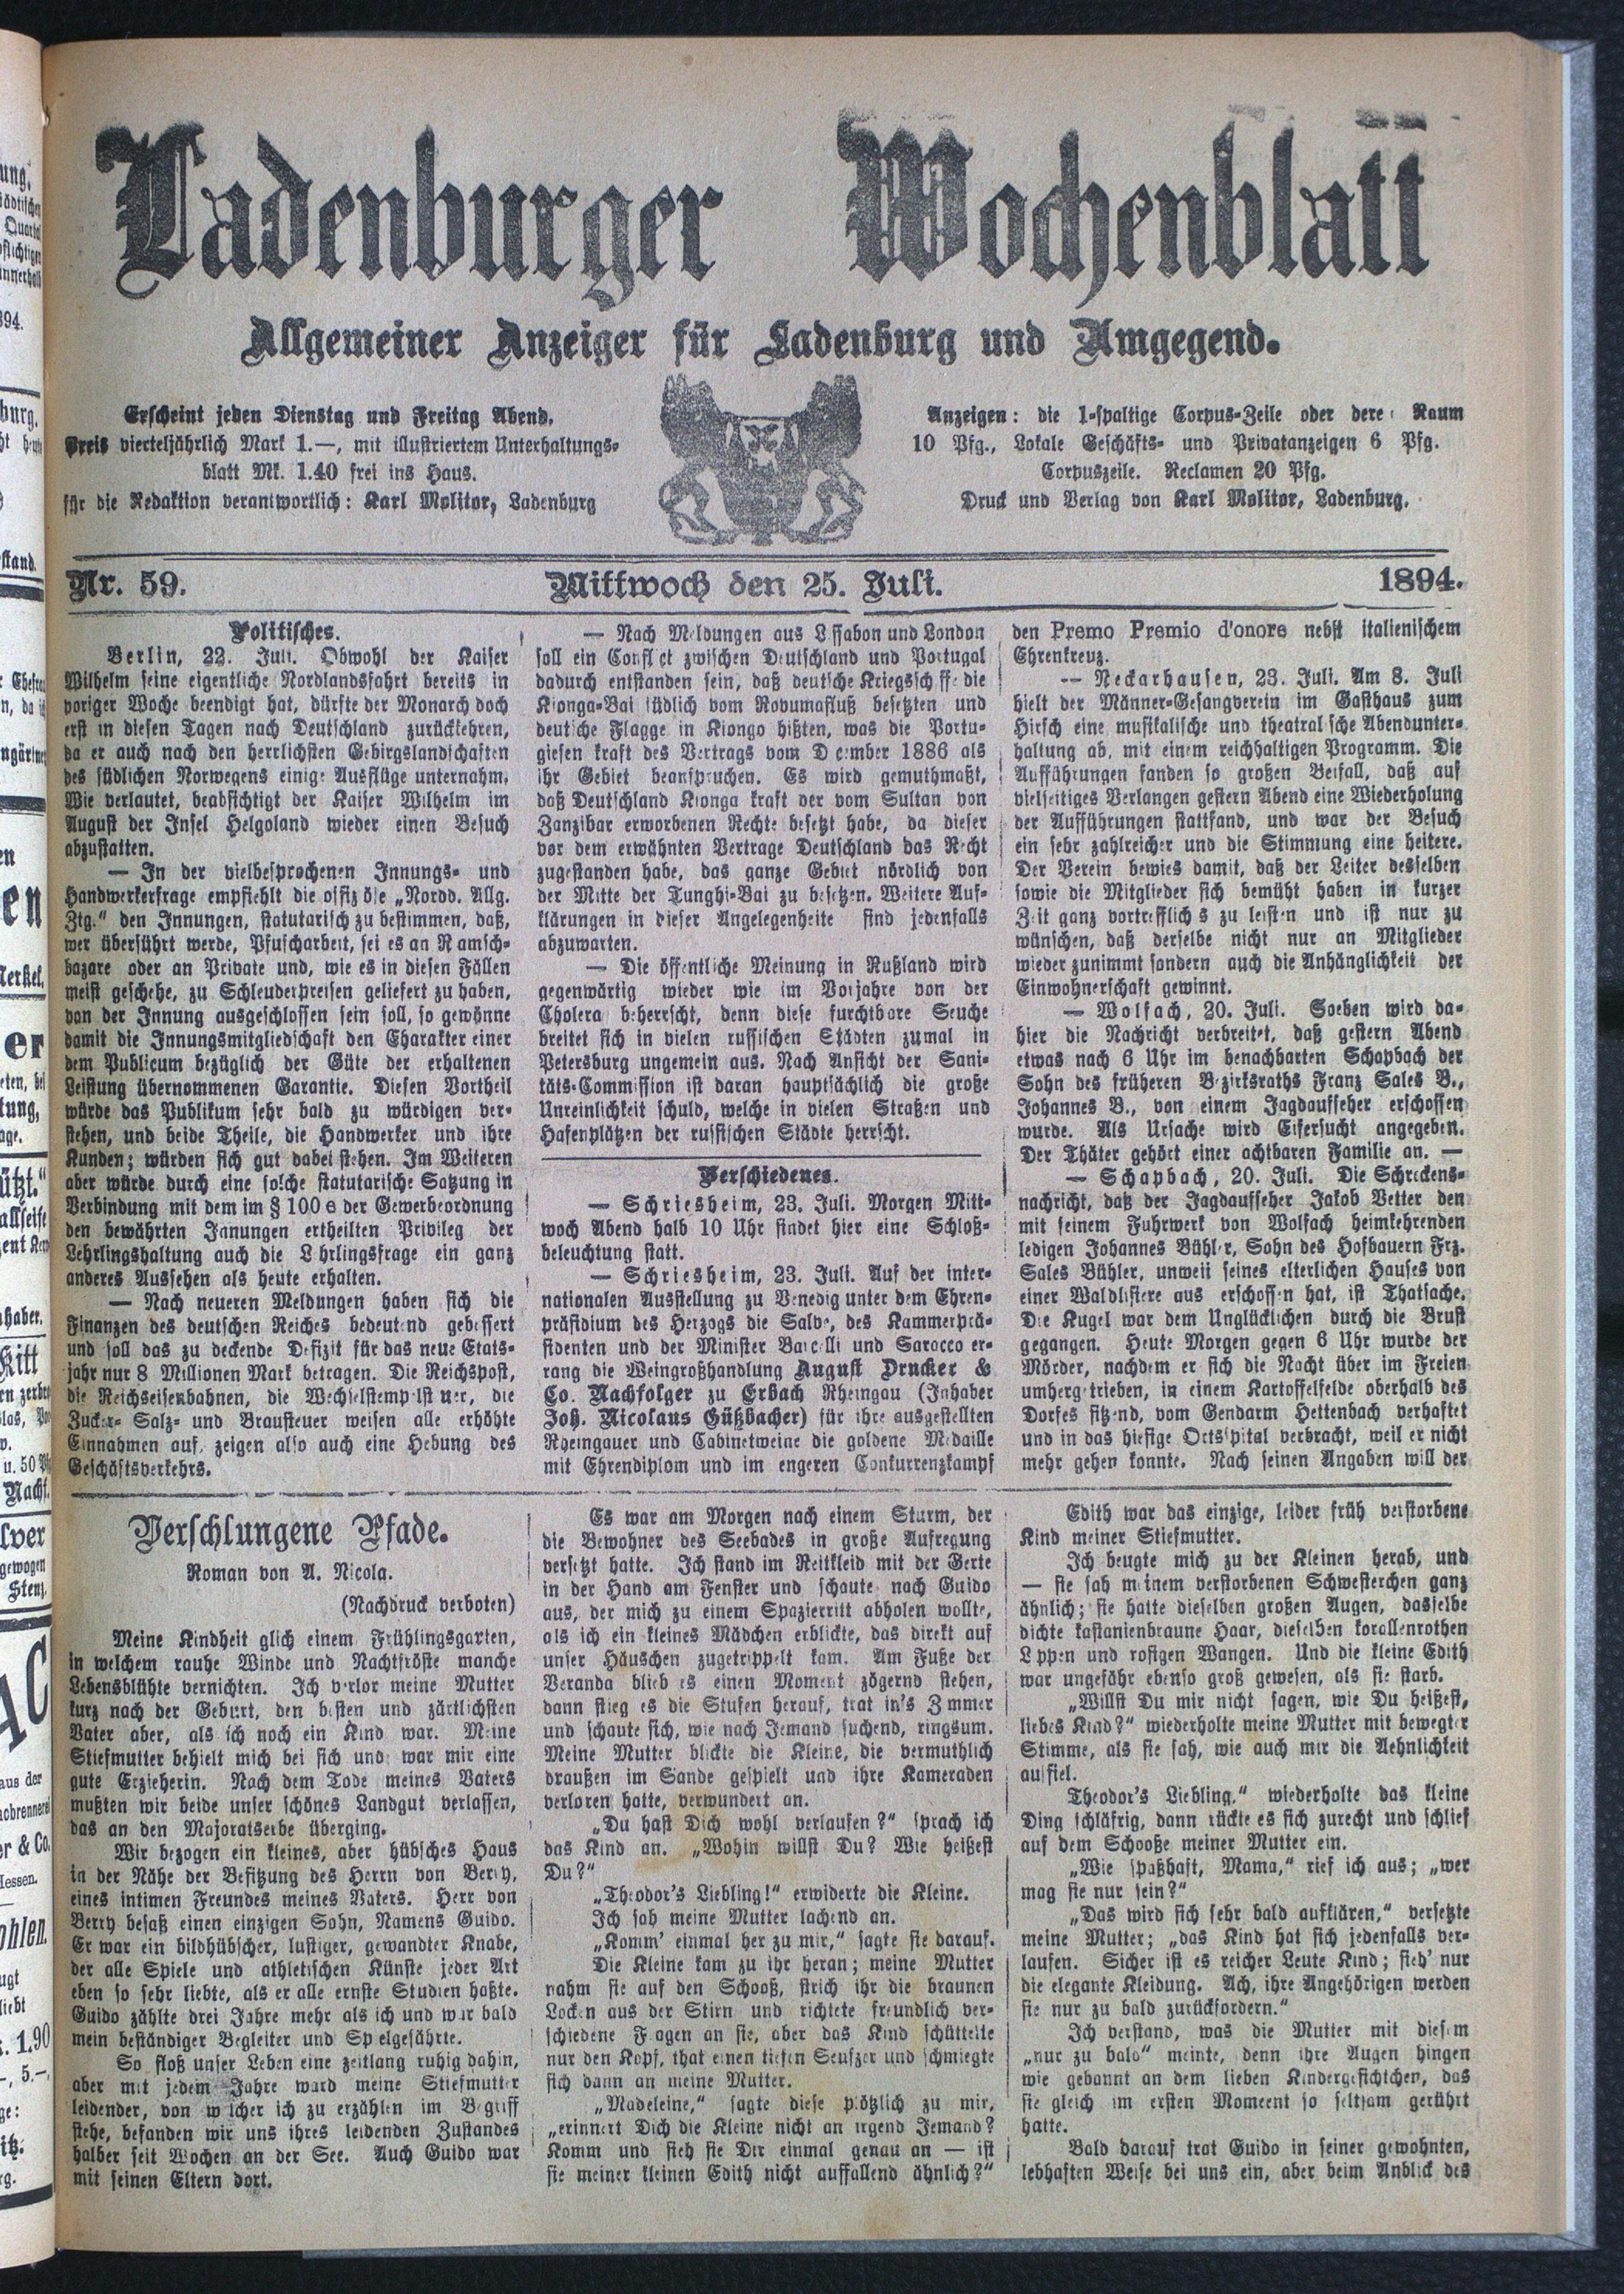 Ladenburger Wochenblatt
Allgemeiner Anzeiger für Ladenburg und Umgegend.
Erscheint jeden Dienstag und Freitag Abend.
Preis vierteljährlich Mark 1.—, mit illustriertem Unterhaltungs-
blatt Mk. 1.40 frei ins Haus.
für die Redaktion verantwortlich: Karl Molitor, Ladenburg
Anzeigen: die 1-spaltige Corpus-Zeile oder dere Raum
10 Pfg., Lokale Geschäfts- und Privatanzeigen 6 Pfg.
Corpuszeile. Reclamen 20 Pfg.
Druck und Verlag von Karl Molitor, Ladenburg.
Nr. 59.
Mittwoch den 25. Juli.
1894.
Politisches.
Berlin, 22. Juli. Obwohl der Kaiser
Wilhelm seine eigentliche Nordlandsfahrt bereits in
voriger Woche beendigt hat, dürfte der Monarch doch
erst in diesen Tagen nach Deutschland zurückkehren,
da er auch nach den herrlichsten Gebirgslandschaften
des südlichen Norwegens einige Ausflüge unternahm.
Wie verlautet, beabsichtigt der Kaiser Wilhelm im
August der Insel Helgoland wieder einen Besuch
abzustatten.
— In der vielbesprochenen Innungs- und
Handwerkerfrage empfiehlt die offiziöse „Nordd. Allg.
Ztg.“ den Innungen, statutarisch zu bestimmen, daß,
wer überführt werde, Pfuscharbeit, sei es an Ramsch-
bazare oder an Private und, wie es in diesen Fällen
meist geschehe, zu Schleuderpreisen geliefert zu haben,
von der Innung ausgeschlossen sein soll, so gewönne
damit die Innungsmitgliedschaft den Charakter einer
dem Publicum bezüglich der Güte der erhaltenen
Leistung übernommenen Garantie. Diesen Vortheil
würde das Publikum sehr bald zu würdigen ver-
stehen, und beide Theile, die Handwerker und ihre
Kunden; würden sich gut dabei stehen. Im Weiteren
aber würde durch eine solche statutarische Satzung in
Verbindung mit dem im § 100 e der Gewerbeordnung
den bewährten Innungen ertheilten Privileg der
Lehrlingshaltung auch die Lehrlingsfrage ein ganz
anderes Aussehen als heute erhalten.
— Nach neueren Meldungen haben sich die
Finanzen des deutschen Reiches bedeutend gebessert
und soll das zu deckende Defizit für das neue Etats-
jahr nur 8 Millionen Mark betragen. Die Reichspost,
die Reichseisenbahnen, die Wechselstempelsteuer, die
Zucker- Salz- und Brausteuer weisen alle erhöhte
Einnahmen auf, zeigen also auch eine Hebung des
Geschäftsverkehrs.
— Nach Meldungen aus Lissabon und London
soll ein Conflict zwischen Deutschland und Portugal
dadurch entstanden sein, daß deutsche Kriegsschiffe die
Kionga-Bai südlich vom Rovumafluß besetzten und
deutsche Flagge in Kiongo hißten, was die Portu-
giesen kraft des Vertrags vom Dezember 1886 als
ihr Gebiet beanspruchen. Es wird gemuthmaßt,
daß Deutschland Kionga kraft der vom Sultan von
Zanzibar erworbenen Rechte besetzt habe, da dieser
vor dem erwähnten Vertrage Deutschland das Recht
zugestanden habe, das ganze Gebiet nördlich von
der Mitte der Tunghi-Bai zu besetzen. Weitere Auf-
klärungen in dieser Angelegenheite sind jedenfalls
abzuwarten.
— Die öffentliche Meinung in Rußland wird
gegenwärtig wieder wie im Vorjahre von der
Cholera beherrscht, denn diese furchtbare Seuche
breitet sich in vielen russischen Städten zumal in
Petersburg ungemein aus. Nach Ansicht der Sani-
täts-Commission ist daran hauptsächlich die große
Unreinlichkeit schuld, welche in vielen Straßen und
Hafenplätzen der russischen Städte herrscht.
Verschiedenes.
— Schriesheim, 23. Juli. Morgen Mitt-
woch Abend halb 10 Uhr findet hier eine Schloß-
beleuchtung statt.
— Schriesheim, 23. Juli. Auf der inter-
nationalen Ausstellung zu Venedig unter dem Ehren-
präsidium des Herzogs die Salve, des Kammerprä-
sidenten und der Minister Barcelli und Sarocco er-
rang die Weingroßhandlung August Drucker &
Co. Nachfolger zu Erbach Rheingau (Inhaber
Joh. Nicolaus Güßbacher) für ihre ausgestellten
Rheingauer und Cabinetweine die goldene Medaille
mit Ehrendiplom und im engeren Conkurrenzkampf
den Premo Premio d'onore nebst italienischem
Ehrenkreuz.
-- Neckarhausen, 23. Juli. Am 8. Juli
hielt der Männer-Gesangverein im Gasthaus zum
Hirsch eine musikalische und theatralische Abendunter-
haltung ab, mit einem reichhaltigen Programm. Die
Aufführungen fanden so großen Beifall, daß auf
vielseitiges Verlangen gestern Abend eine Wiederholung
der Aufführungen stattfand, und war der Besuch
ein sehr zahlreicher und die Stimmung eine heitere.
Der Verein bewies damit, daß der Leiter desselben
sowie die Mitglieder sich bemüht haben in kurzer
Zeit ganz vortreffliches zu leisten und ist nur zu
wünschen, daß derselbe nicht nur an Mitglieder
wieder zunimmt sondern auch die Anhänglichkeit der
Einwohnerschaft gewinnt.
— Wolfach, 20. Juli. Soeben wird da-
hier die Nachricht verbreitet, daß gestern Abend
etwas nach 6 Uhr im benachbarten Schapbach der
Sohn des früheren Bezirksraths Franz Sales B.,
Johannes B., von einem Jagdaufseher erschossen
wurde. Als Ursache wird Eifersucht angegeben.
Der Thäter gehört einer achtbaren Familie an. —
— Schapbach, 20. Juli. Die Schreckens-
nachricht, daß der Jagdaufseher Jakob Vetter den
mit seinem Fuhrwerk von Wolfach heimkehrenden
ledigen Johannes Bühler, Sohn des Hofbauern Frz.
Sales Bühler, unweit seines elterlichen Hauses von
einer Waldlisiere aus erschossen hat, ist Thatsache.
Die Kugel war dem Unglücklichen durch die Brust
gegangen. Heute Morgen gegen 6 Uhr wurde der
Mörder, nachdem er sich die Nacht über im Freien
umhergetrieben, in einem Kartoffelfelde oberhalb des
Dorfes sitzend, vom Gendarm Hettenbach verhaftet
und in das hiesige Ortsspital verbracht, weil er nicht
mehr gehen konnte. Nach seinen Angaben will der
Verschlungene Pfade.
Roman von A. Nicola.
(Nachdruck verboten)
Meine Kindheit glich einem Frühlingsgarten,
in welchem rauhe Winde und Nachtfröste manche
Lebensblühte vernichten. Ich verlor meine Mutter
kurz nach der Geburt, den besten und zärtlichsten
Vater aber, als ich noch ein Kind war. Meine
Stiefmutter behielt mich bei sich und war mir eine
gute Erzieherin. Nach dem Tode meines Vaters
mußten wir beide unser schönes Landgut verlassen,
das an den Majoratserbe überging.
Wir bezogen ein kleines, aber hübsches Haus
in der Nähe der Besitzung des Herrn von Berry,
eines intimen Freundes meines Vaters. Herr von
Berry besaß einen einzigen Sohn, Namens Guido.
Er war ein bildhübscher, lustiger, gewandter Knabe,
der alle Spiele und athletischen Künste jeder Art
eben so sehr liebte, als er alle ernste Studien haßte.
Guido zählte drei Jahre mehr als ich und war bald
mein beständiger Begleiter und Spielgefährte.
So floß unser Leben eine zeitlang ruhig dahin,
aber mit jedem Jahre ward meine Stiefmutter
leidender, von welcher ich zu erzählen im Begriff
stehe, befanden wir uns ihres leidenden Zustandes
halber seit Wochen an der See. Auch Guido war
mit seinen Eltern dort.
Es war am Morgen nach einem Sturm, der
die Bewohner des Seebades in große Aufregung
versetzt hatte. Ich stand im Reitkleid mit der Gerte
in der Hand am Fenster und schaute nach Guido
aus, der mich zu einem Spazierritt abholen wollte,
als ich ein kleines Mädchen erblickte, das direkt auf
unser Häuschen zugetrippelt kam. Am Fuße der
Veranda blieb es einen Moment zögernd stehen,
dann stieg es die Stufen herauf, trat in's Zimmer
und schaute sich, wie nach Jemand suchend, ringsum.
Meine Mutter blickte die Kleine, die vermuthlich
draußen im Sande gespielt und ihre Kameraden
verloren hatte, verwundert an.
„Du hast Dich wohl verlaufen?“ sprach ich
das Kind an. „Wohin willst Du? Wie heißest
Du?“
„Theodor's Liebling!“ erwiderte die Kleine.
Ich sah meine Mutter lachend an.
„Komm' einmal her zu mir,“ sagte sie darauf.
Die Kleine kam zu ihr heran; meine Mutter
nahm sie auf den Schooß, strich ihr die braunen
Locken aus der Stirn und richtete freundlich ver-
schiedene Fragen an sie, aber das Kind schüttelte
nur den Kopf, that einen tiefen Seufzer und schmiegte
sich dann an meine Mutter.
„Madeleine,“ sagte diese plötzlich zu mir,
„erinnert Dich die Kleine nicht an irgend Jemand?
Komm und sieh sie Dir einmal genau an — ist
sie meiner kleinen Edith nicht auffallend ähnlich?“
Edith war das einzige, leider früh verstorbene
Kind meiner Stiefmutter.
Ich beugte mich zu der Kleinen herab, und
— sie sah meinem verstorbenen Schwesterchen ganz
ähnlich; sie hatte dieselben großen Augen, dasselbe
dichte kastanienbraune Haar, dieselben korallenrothen
Lippen und rosigen Wangen. Und die kleine Edith
war ungefähr ebenso groß gewesen, als sie starb.
„Willst Du mir nicht sagen, wie Du heißest,
liebes Kind?“ wiederholte meine Mutter mit bewegter
Stimme, als sie sah, wie auch mir die Aehnlichkeit
auffiel.
Theodor's Liebling,“ wiederholte das kleine
Ding schläfrig, dann rückte es sich zurecht und schlief
auf dem Schooße meiner Mutter ein.
„Wie spaßhaft, Mama,“ rief ich aus; „wer
mag sie nur sein?“
„Das wird sich sehr bald aufklären,“ versetzte
meine Mutter; „das Kind hat sich jedenfalls ver-
laufen. Sicher ist es reicher Leute Kind; sieh' nur
die elegante Kleidung. Ach, ihre Angehörigen werden
sie nur zu bald zurückfordern.“
Ich verstand, was die Mutter mit diesem
„nur zu bald“ meinte, denn ihre Augen hingen
wie gebannt an dem lieben Kindergesichtchen, das
sie gleich im ersten Momeent so seltsam gerührt
hatte.
Bald darauf trat Guido in seiner gewohnten,
lebhaften Weise bei uns ein, aber beim Anblick des